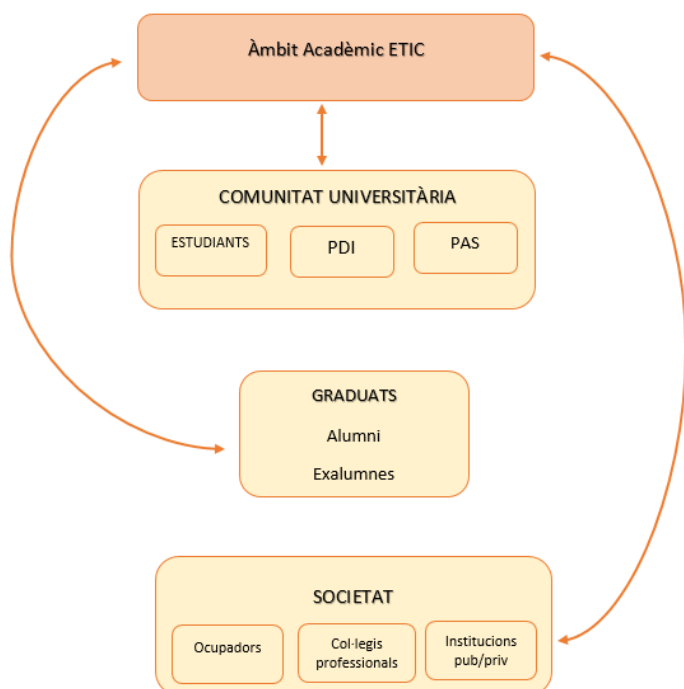 Àmbit Acadèmic ETIC
COMUNITAT UNIVERSITÀRIA
ESTUDIANTS
PDI
PAS
GRADUATS
Alumni
Exalumnes
SOCIETAT
Ocupadors
Col·legis
professionals
Institucions
pub/priv